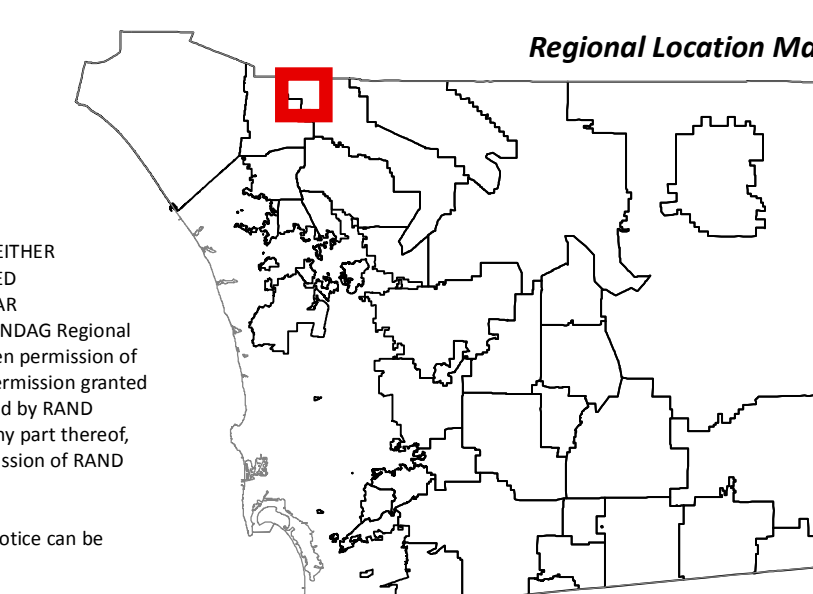 Regional Location Ma
EITHER
ED
AR
NDAG Regional
en permission of
ermission granted
d by RAND
ny part thereof,
ession of RAND
otice can be